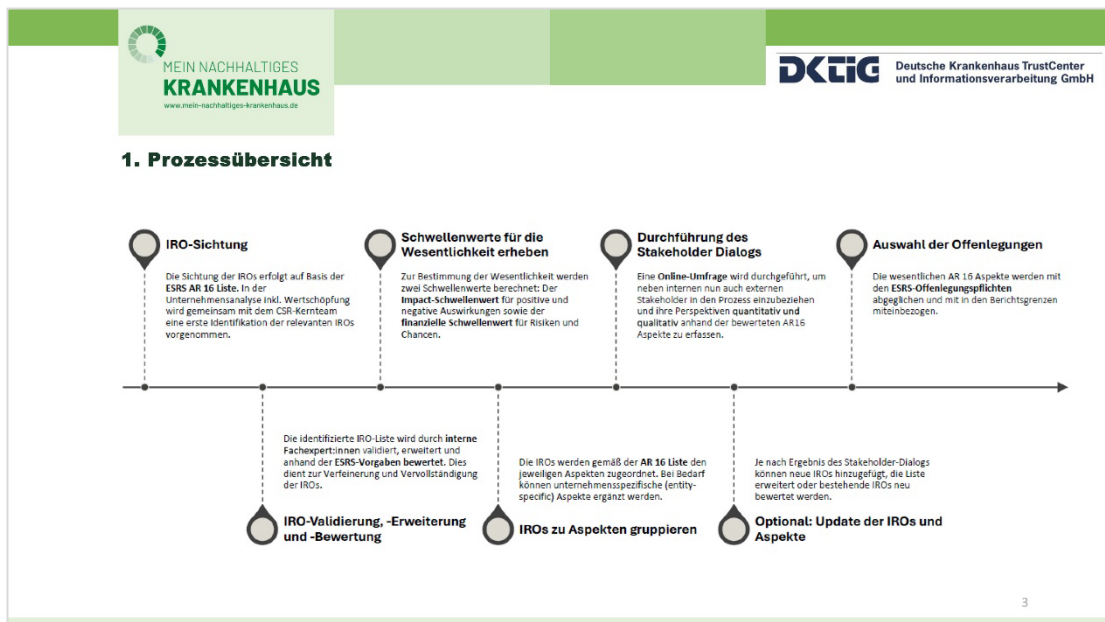 MEIN NACHHALTIGES
KRANKENHAUS
www.mein-nachhaltiges-krankenhaus.de
DKTIG
Deutsche Krankenhaus TrustCenter
und Informationsverarbeitung GmbH
1. Prozessübersicht
IRO-Sichtung
Die Sichtung der IROs erfolgt auf Basis der
ESRS AR 16 Liste. In der
Unternehmensanalyse inkl. Wertschöpfung
wird gemeinsam mit dem CSR-Kernteam
eine erste Identifikation der relevanten IROs
vorgenommen.
Die identifizierte IRO-Liste wird durch interne
Fachexpert:innen validiert, erweitert und
anhand der ESRS-Vorgaben bewertet. Dies
dient zur Verfeinerung und Vervollständigung
der IROs.
IRO-Validierung, -Erweiterung
und -Bewertung
Schwellenwerte für die
Wesentlichkeit erheben
Zur Bestimmung der Wesentlichkeit werden
zwei Schwellenwerte berechnet: Der
Impact-Schwellenwert für positive und
negative Auswirkungen sowie der
finanzielle Schwellenwert für Risiken und
Chancen.
Die IROs werden gemäß der AR 16 Liste den
jeweiligen Aspekten zugeordnet. Bei Bedarf
können unternehmensspezifische (entity-
specific) Aspekte ergänzt werden.
IROs zu Aspekten gruppieren
Durchführung des
Stakeholder Dialogs
Eine Online-Umfrage wird durchgeführt, um
neben internen nun auch externen
Stakeholder in den Prozess einzubeziehen
und ihre Perspektiven quantitativ und
qualitativ anhand der bewerteten AR16
Aspekte zu erfassen.
Je nach Ergebnis des Stakeholder-Dialogs
können neue IROs hinzugefügt, die Liste
erweitert oder bestehende IROs neu
bewertet werden.
Optional: Update der IROs und
Aspekte
Auswahl der Offenlegungen
Die wesentlichen AR 16 Aspekte werden mit
den ESRS-Offenlegungspflichten
abgeglichen und mit in den Berichtsgrenzen
miteinbezogen.
3